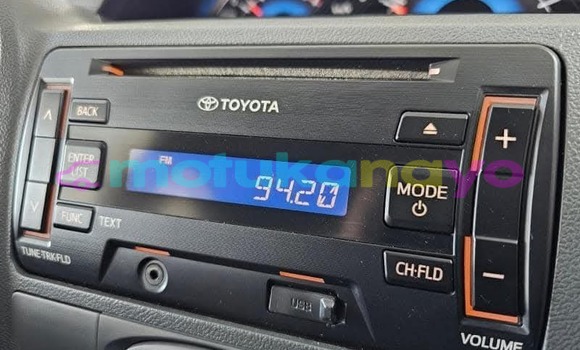 TOYOTA
BACK
FM
94.20
ENTER
LIST
MODE
FUNC
TEXT
TUNE·TRK/FLD
CH·FLD
USB
+
−
VOLUME
motukanayo